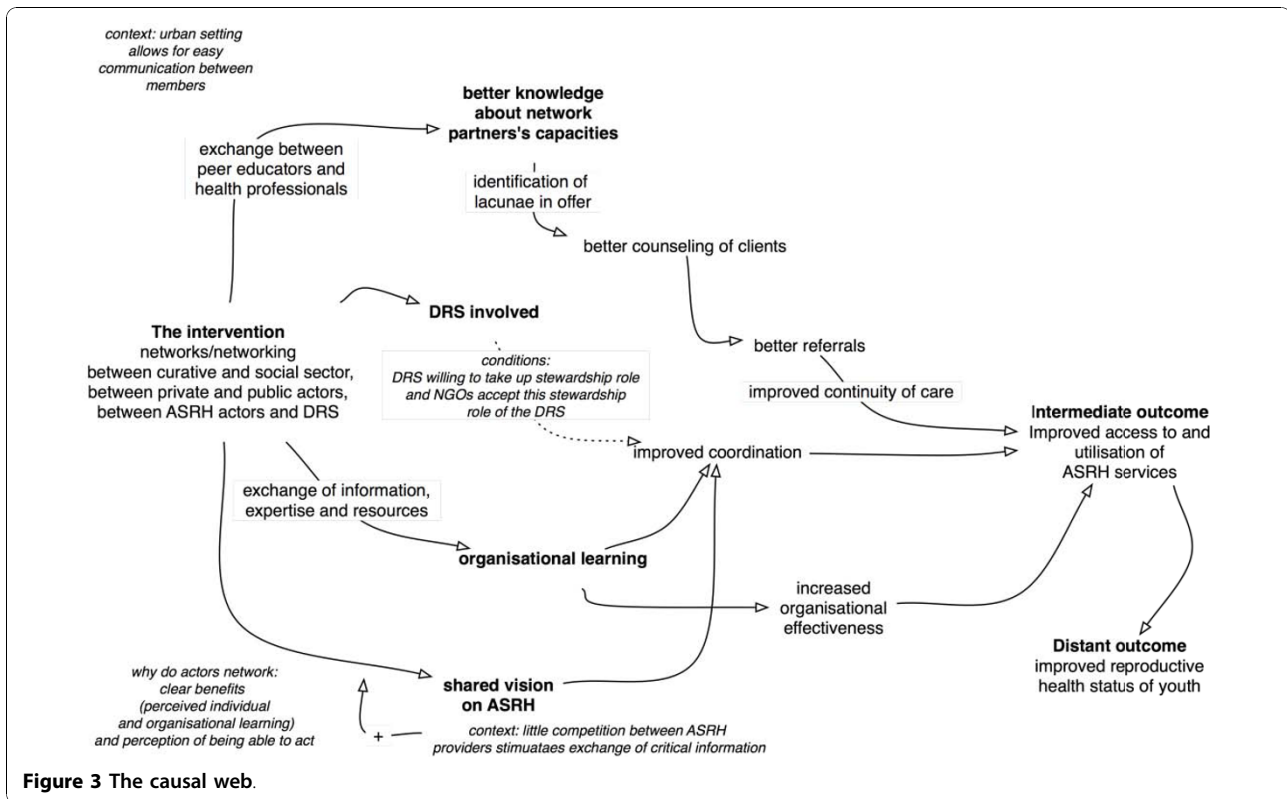 context: urban setting
allows for easy
communication between
members
better knowledge
about network
partners's capacities
exchange between
peer educators and
health professionals
identification of
lacunae in offer
better counseling of clients
DRS involved
The intervention
networks/networking
between curative and social sector,
between private and public actors,
between ASRH actors and DRS
better referrals
conditions:
DRS willing to take up stewardship role
and NGOs accept this stewardship
role of the DRS
improved continuity of care
Intermediate outcome
Improved access to and
utilisation of
ASRH services
improved coordination
exchange of information,
expertise and resources
organisational learning
increased
organisational
effectiveness
Distant outcome
improved reproductive
health status of youth
why do actors network:
clear benefits
(perceived individual
and organisational learning)
and perception of being able to act
shared vision
on ASRH
+
context: little competition between ASRH
providers stimuataes exchange of critical information
Figure 3 The causal web.